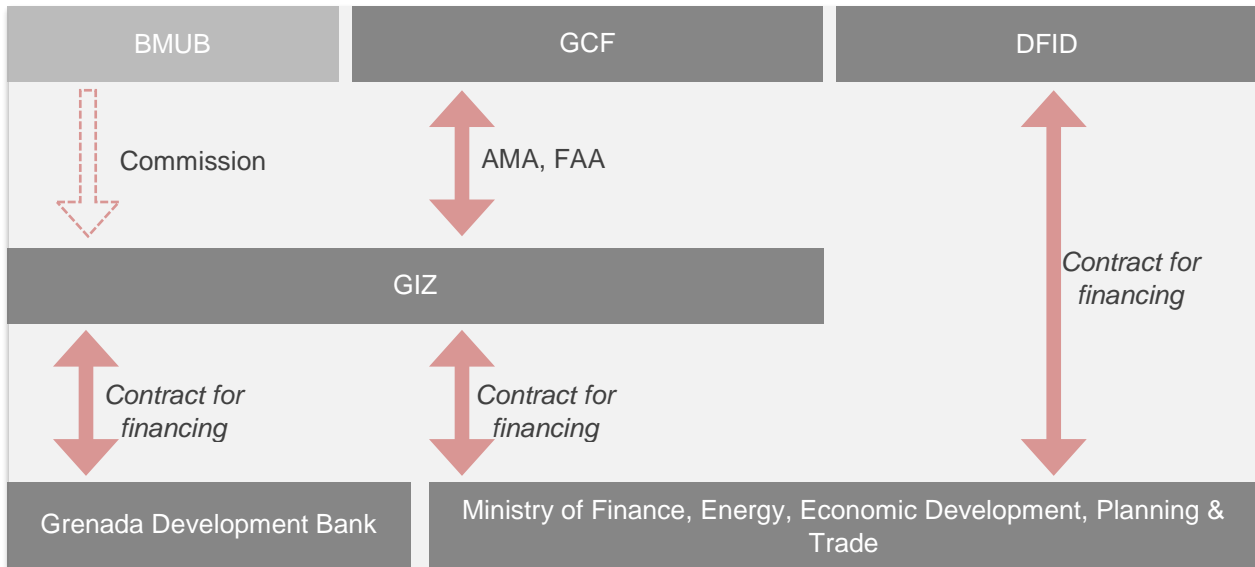 BMUB
GCF
DFID
Commission
AMA, FAA
Contract for
financing
GIZ
Contract for
financing
Contract for
financing
Grenada Development Bank
Ministry of Finance, Energy, Economic Development, Planning &
Trade